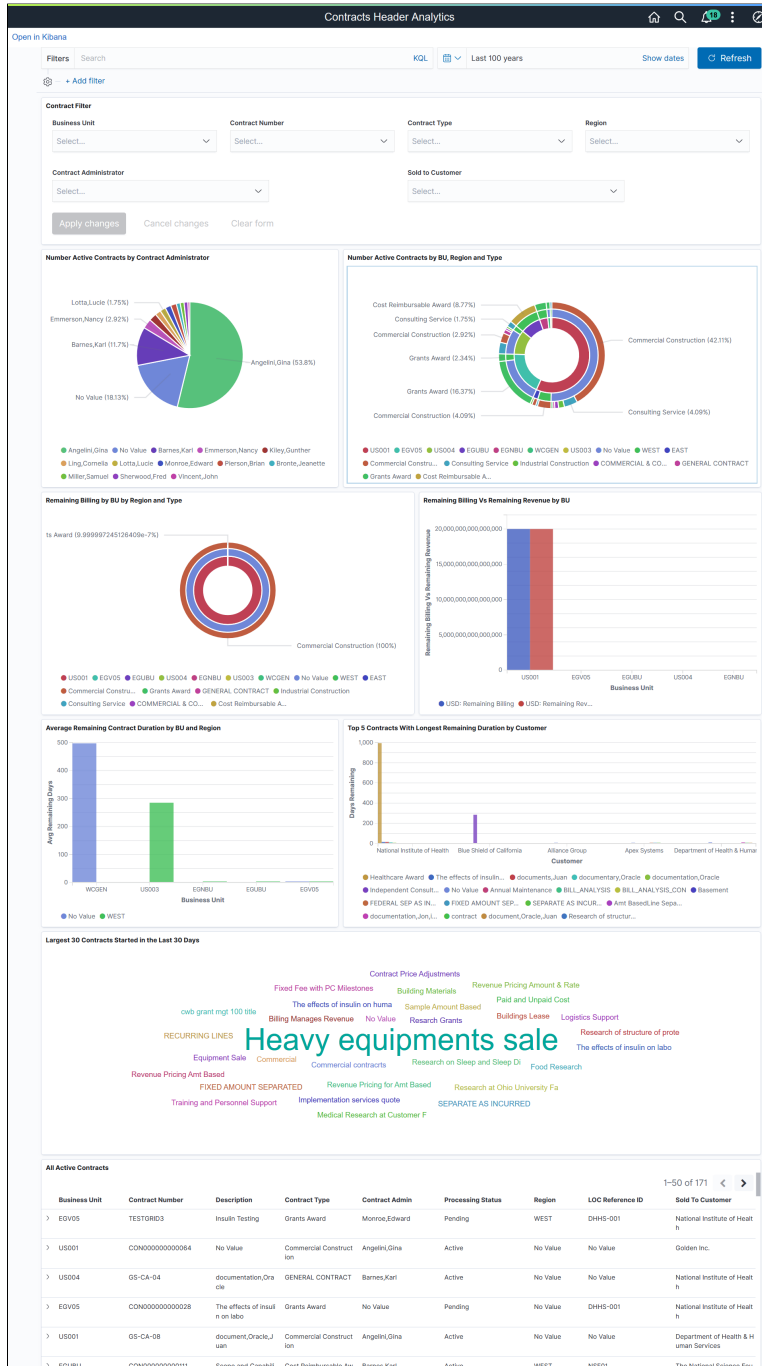 Contracts Header Analytics
18
Open in Kibana
Filters Search KQL Last 100 years Show dates Refresh
+ Add filter
Contract Filter
Business Unit Contract Number Contract Type Region
Select... Select... Select... Select...
Contract Administrator Sold to Customer
Select... Select...
Apply changes Cancel changes Clear form
Number Active Contracts by Contract Administrator
Lotta,Lucie (1.75%)
Emmerson,Nancy (2.92%)
Barnes,Karl (11.7%)
Angelini,Gina (53.8%)
No Value (18.13%)
Angelini,Gina No Value Barnes,Karl Emmerson,Nancy Kiley,Gunther
Ling,Cornelia Lotta,Lucie Monroe,Edward Pierson,Brian Bronte,Jeanette
Miller,Samuel Sherwood,Fred Vincent,John
Number Active Contracts by BU, Region and Type
Cost Reimbursable Award (8.77%)
Consulting Service (1.75%)
Commercial Construction (2.92%)
Commercial Construction (42.11%)
Grants Award (2.34%)
Grants Award (16.37%)
Commercial Construction (4.09%)
Consulting Service (4.09%)
US001 EGV05 US004 EGUBU EGNBU WCGEN US003 No Value WEST EAST
Commercial Constru... Consulting Service Industrial Construction COMMERCIAL & CO... GENERAL CONTRACT
Grants Award Cost Reimbursable A...
Remaining Billing by BU by Region and Type
ts Award (9.999997245126409e-7%)
Commercial Construction (100%)
US001 EGV05 EGUBU US004 EGNBU US003 WCGEN No Value WEST EAST
Commercial Constru... Grants Award GENERAL CONTRACT Industrial Construction
Consulting Service COMMERCIAL & CO... Cost Reimbursable A...
Remaining Billing Vs Remaining Revenue by BU
Remaining Billing Vs Remaining Revenue
20,000,000,000,000,000
15,000,000,000,000,000
10,000,000,000,000,000
5,000,000,000,000,000
0
US001 EGV05 EGUBU US004 EGNBU
Business Unit
USD: Remaining Billing USD: Remaining Rev...
Average Remaining Contract Duration by BU and Region
Avg Remaining Days
500
400
300
200
100
0
WCGEN US003 EGNBU EGUBU EGV05
Business Unit
No Value WEST
Top 5 Contracts With Longest Remaining Duration by Customer
Days Remaining
1,000
800
600
400
200
0
National Institute of Health Blue Shield of California Alliance Group Apex Systems Department of Health & Human
Customer
Healthcare Award The effects of insulin... documents,Juan documentary,Oracle documentation,Oracle
Independent Consult... No Value Annual Maintenance BILL_ANALYSIS BILL_ANALYSIS_CON Basement
FEDERAL SEP AS IN... FIXED AMOUNT SEP... SEPARATE AS INCUR... Amt BasedLine Sepa...
documentation,Jon,i... contract document,Oracle,Juan Research of structur...
Largest 30 Contracts Started in the Last 30 Days
Contract Price Adjustments
Fixed Fee with PC Milestones Building Materials Revenue Pricing Amount & Rate
The effects of insulin on huma Sample Amount Based Paid and Unpaid Cost
cwb grant mgt 100 title Billing Manages Revenue No Value Resarch Grants Buildings Lease Logistics Support
RECURRING LINES Heavy equipments sale Research of structure of prote
The effects of insulin on labo
Equipment Sale Commercial Commercial contracrts Research on Sleep and Sleep Di Food Research
Revenue Pricing Amt Based
FIXED AMOUNT SEPARATED Revenue Pricing for Amt Based Research at Ohio University Fa
Training and Personnel Support Implementation services quote SEPARATE AS INCURRED
Medical Research at Customer F
All Active Contracts
1–50 of 171
Business Unit Contract Number Description Contract Type Contract Admin Processing Status Region LOC Reference ID Sold To Customer
EGV05 TESTGRID3 Insulin Testing Grants Award Monroe,Edward Pending WEST DHHS-001 National Institute of Healt
h
US001 CON000000000064 No Value Commercial Construct Angelini,Gina Active No Value No Value Golden Inc.
ion
US004 GS-CA-04 documentation,Ora GENERAL CONTRACT Barnes,Karl Active No Value No Value National Institute of Healt
cle h
EGV05 CON000000000028 The effects of insuli Grants Award No Value Pending No Value DHHS-001 National Institute of Healt
n on labo h
US001 GS-CA-08 document,Oracle,J Commercial Construct Angelini,Gina Active No Value No Value Department of Health & H
uan ion uman Services